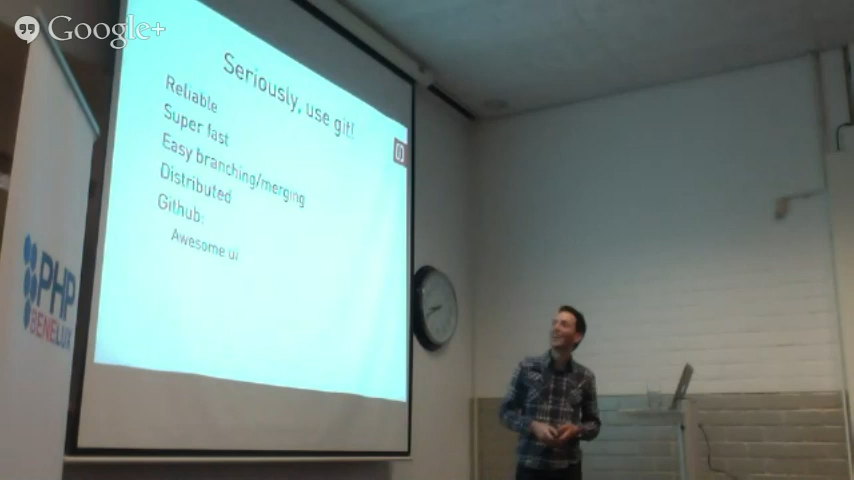 Google+
Seriously, use git!
Reliable
Super fast
Easy branching/merging
Distributed
Github:
Awesome ui
PHP
BENELUX